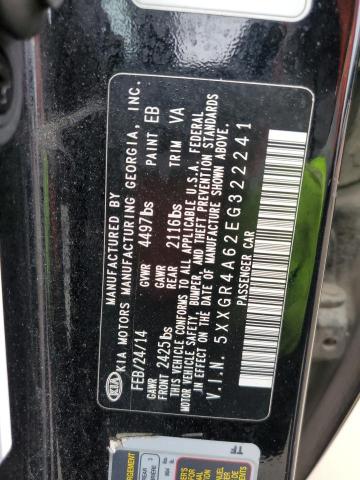 KIA
MANUFACTURED BY
KIA MOTORS MANUFACTURING GEORGIA, INC.
FEB/24/14 GVWR 4497lbs PAINT EB
GAWR FRONT 2425lbs GAWR REAR 2116lbs TRIM VA
THIS VEHICLE CONFORMS TO ALL APPLICABLE U.S.A. FEDERAL
MOTOR VEHICLE SAFETY, BUMPER, AND THEFT PREVENTION STANDARDS
IN EFFECT ON THE DATE OF MANUFACTURE SHOWN ABOVE.
V.I.N. 5XXGR4A62EG322241
PASSENGER CAR